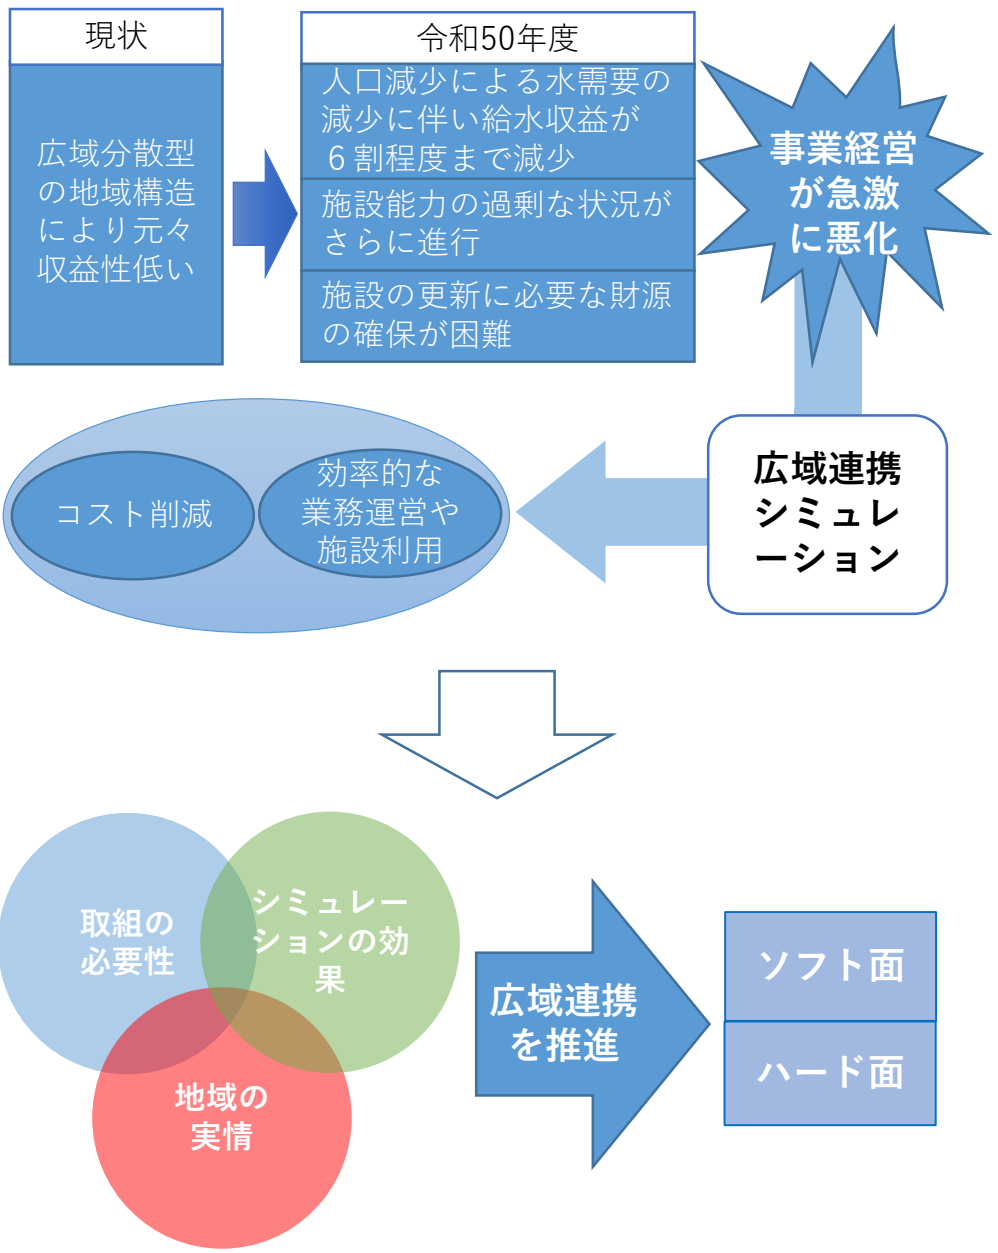 現状
広域分散型
の地域構造
により元々
収益性低い
令和50年度
人口減少による水需要の
減少に伴い給水収益が
６割程度まで減少
施設能力の過剰な状況が
さらに進行
施設の更新に必要な財源
の確保が困難
事業経営
が急激
に悪化
広域連携
シミュレ
ーション
コスト削減
効率的な
業務運営や
施設利用
取組の
必要性
シミュレー
ションの効
果
地域の
実情
広域連携
を推進
ソフト面
ハード面